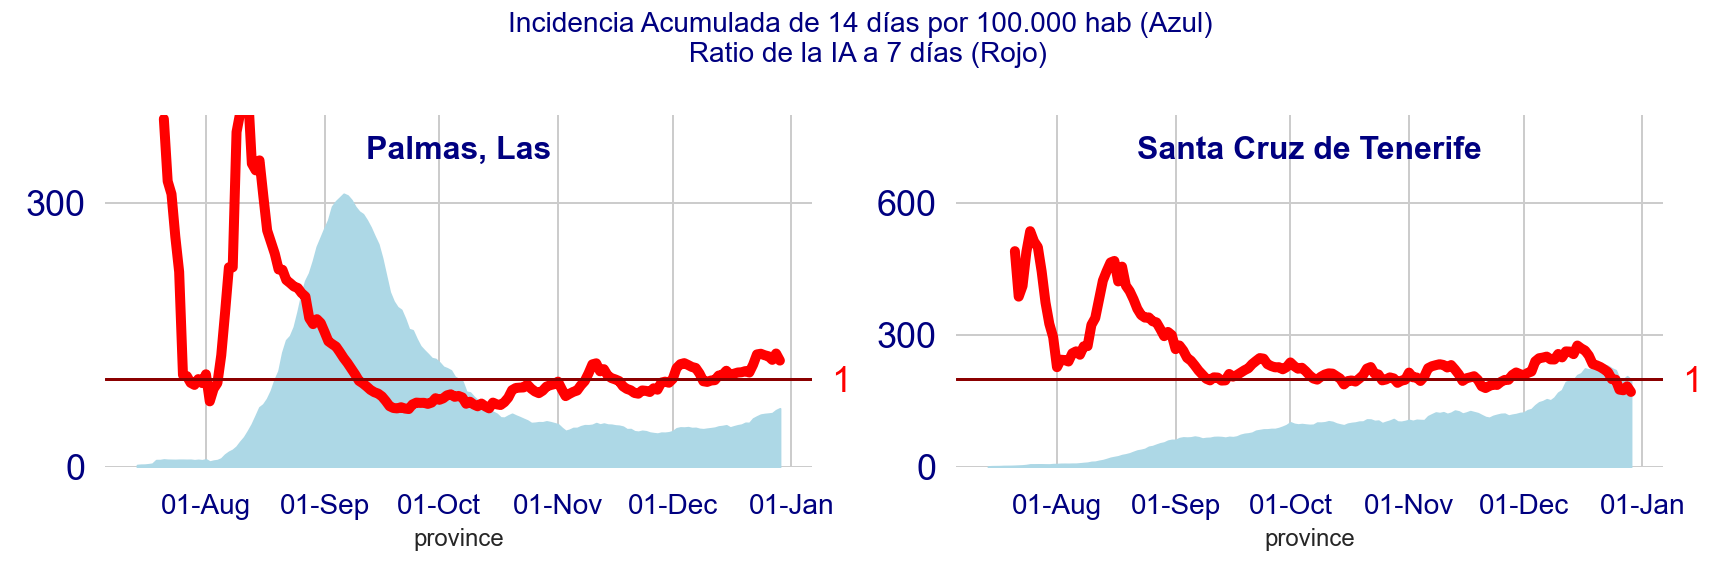 Incidencia Acumulada de 14 días por 100.000 hab (Azul)
Ratio de la IA a 7 días (Rojo)
Palmas, Las
300
0
1
01-Aug 01-Sep 01-Oct 01-Nov 01-Dec 01-Jan
province
Santa Cruz de Tenerife
600
300
0
1
01-Aug 01-Sep 01-Oct 01-Nov 01-Dec 01-Jan
province